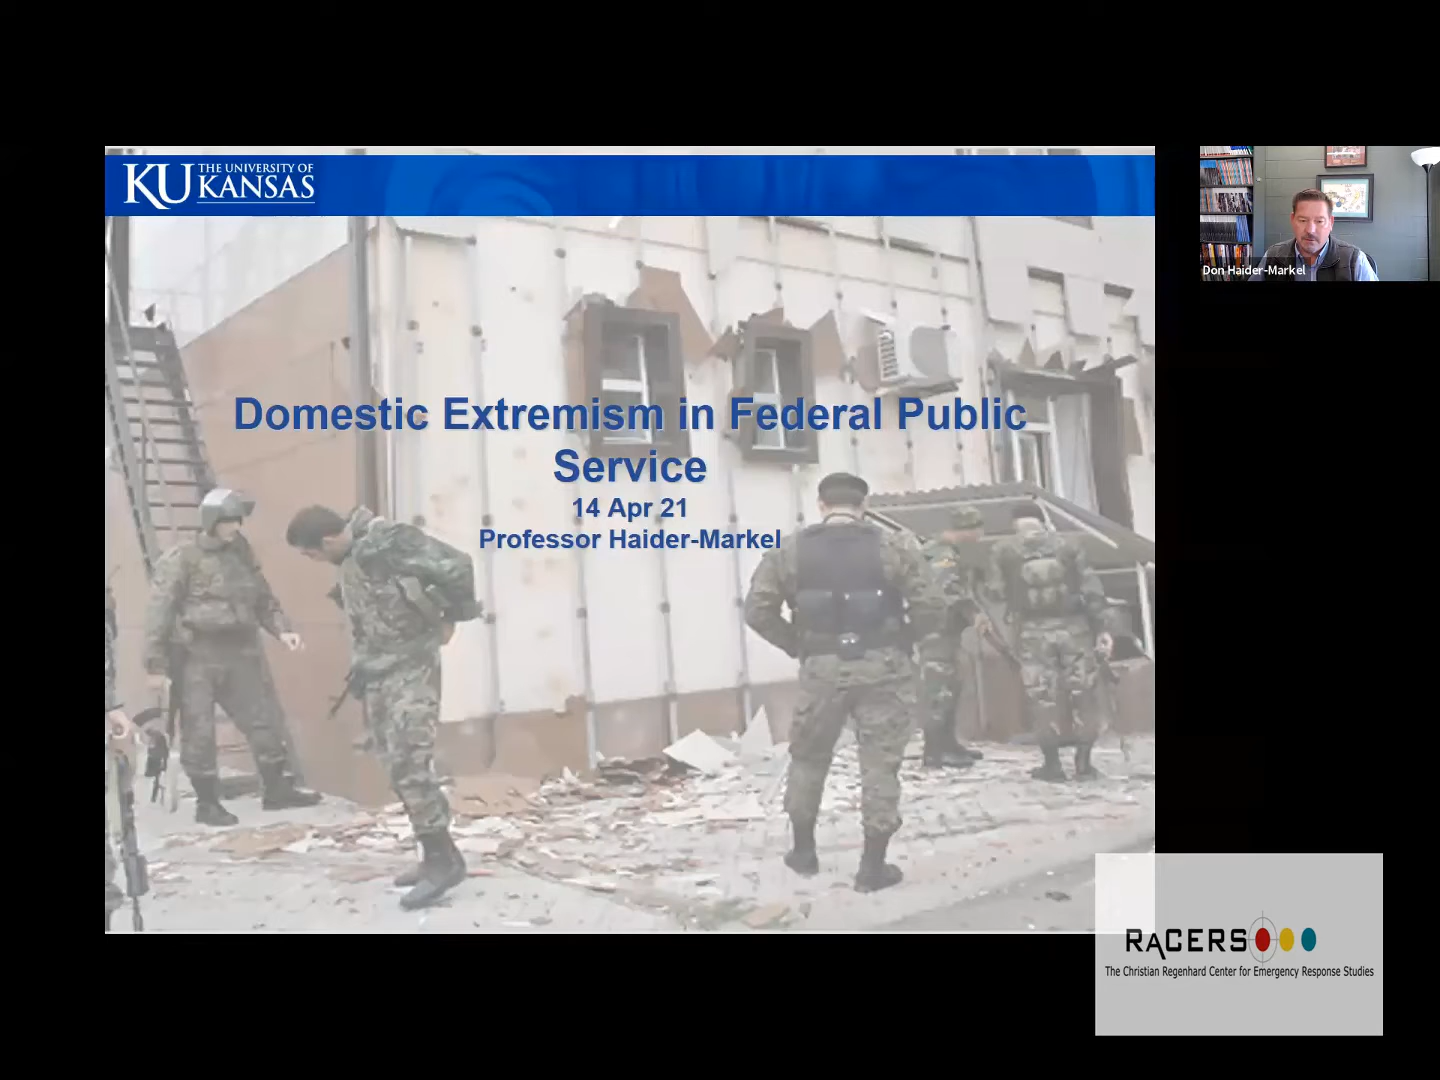 KU THE UNIVERSITY OF
KANSAS
Domestic Extremism in Federal Public
Service
14 Apr 21
Professor Haider-Markel
Don Haider-Markel
RACERS
The Christian Regenhard Center for Emergency Response Studies